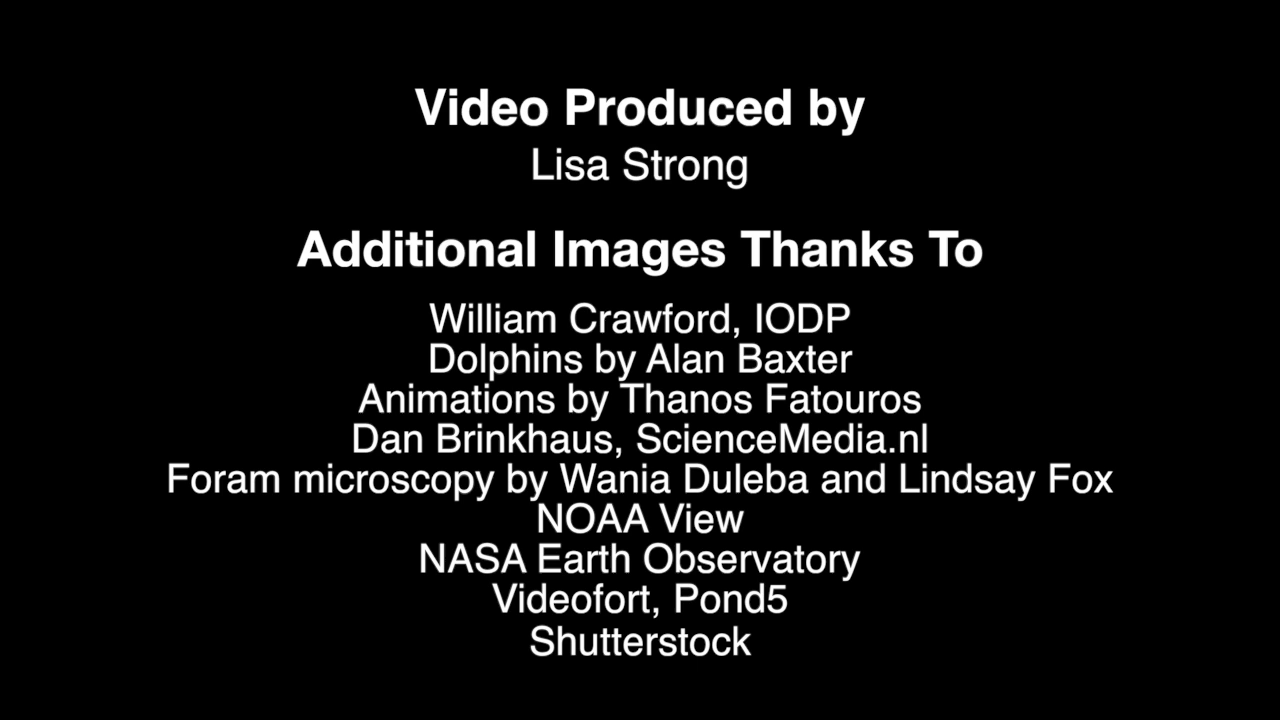 Video Produced by
Lisa Strong
Additional Images Thanks To
William Crawford, IODP
Dolphins by Alan Baxter
Animations by Thanos Fatouros
Dan Brinkhaus, ScienceMedia.nl
Foram microscopy by Wania Duleba and Lindsay Fox
NOAA View
NASA Earth Observatory
Videofort, Pond5
Shutterstock